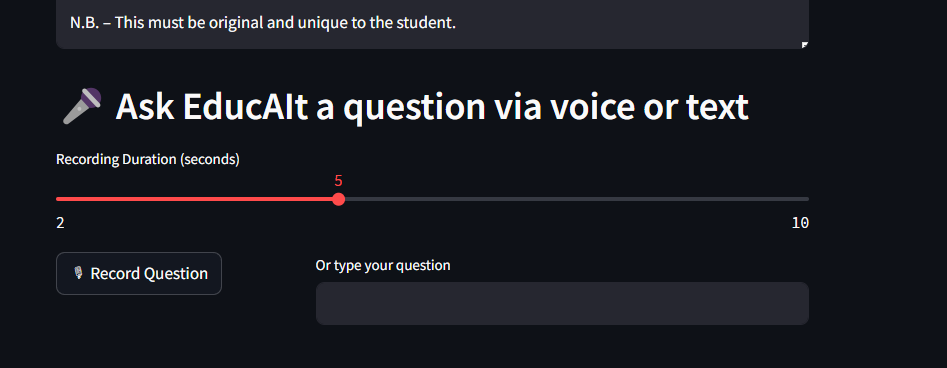 N.B. – This must be original and unique to the student.
Ask EducAIt a question via voice or text
Recording Duration (seconds)
5
2
10
Record Question
Or type your question